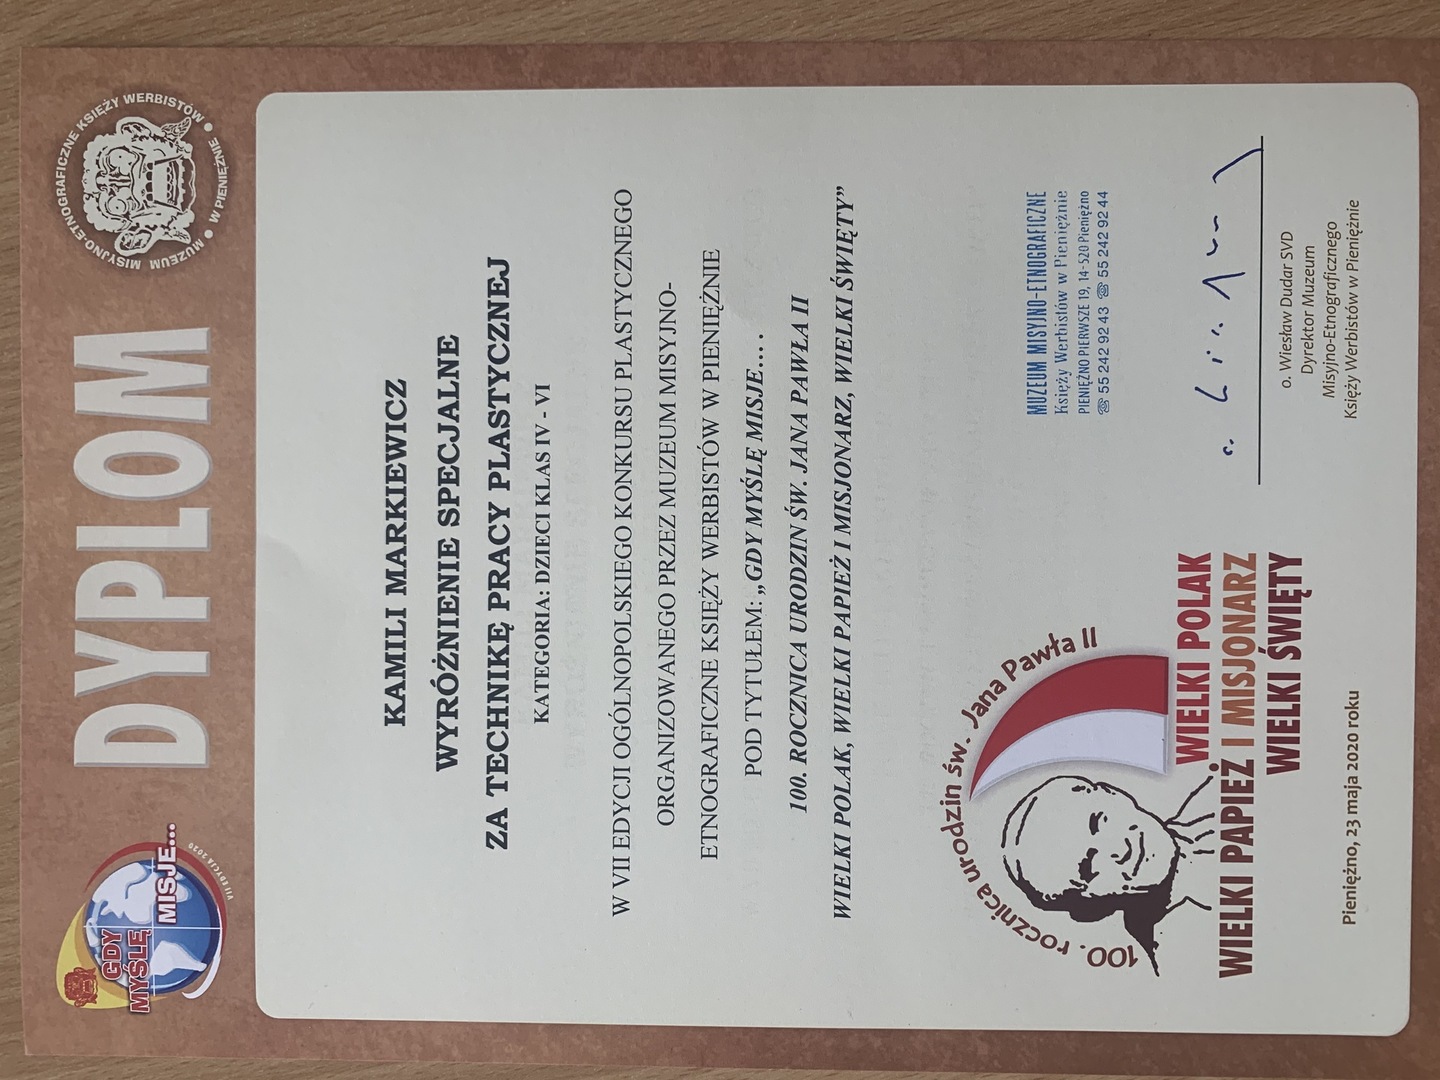 GDY
MYŚLĘ
MISJE...
VII EDYCJA 2020
DYPLOM
MUZEUM MISYJNO-ETNOGRAFICZNE KSIĘŻY WERBISTÓW • W PIENIĘŻNIE •
KAMILI MARKIEWICZ
WYRÓŻNIENIE SPECJALNE
ZA TECHNIKĘ PRACY PLASTYCZNEJ
KATEGORIA: DZIECI KLAS IV - VI
W VII EDYCJI OGÓLNOPOLSKIEGO KONKURSU PLASTYCZNEGO
ORGANIZOWANEGO PRZEZ MUZEUM MISYJNO-
ETNOGRAFICZNE KSIĘŻY WERBISTÓW W PIENIĘŻNIE
POD TYTUŁEM: „GDY MYŚLĘ MISJE….
100. ROCZNICA URODZIN ŚW. JANA PAWŁA II
WIELKI POLAK, WIELKI PAPIEŻ I MISJONARZ, WIELKI ŚWIĘTY”
100. rocznica urodzin św. Jana Pawła II
WIELKI POLAK
WIELKI PAPIEŻ I MISJONARZ
WIELKI ŚWIĘTY
Pieniężno, 23 maja 2020 roku
MUZEUM MISYJNO-ETNOGRAFICZNE
Księży Werbistów w Pieniężnie
PIENIĘŻNO PIERWSZE 19, 14-520 Pieniężno
☏ 55 242 92 43 ☏ 55 242 92 44
o. Wiesław Dudar SVD
Dyrektor Muzeum
Misyjno-Etnograficznego
Księży Werbistów w Pieniężnie